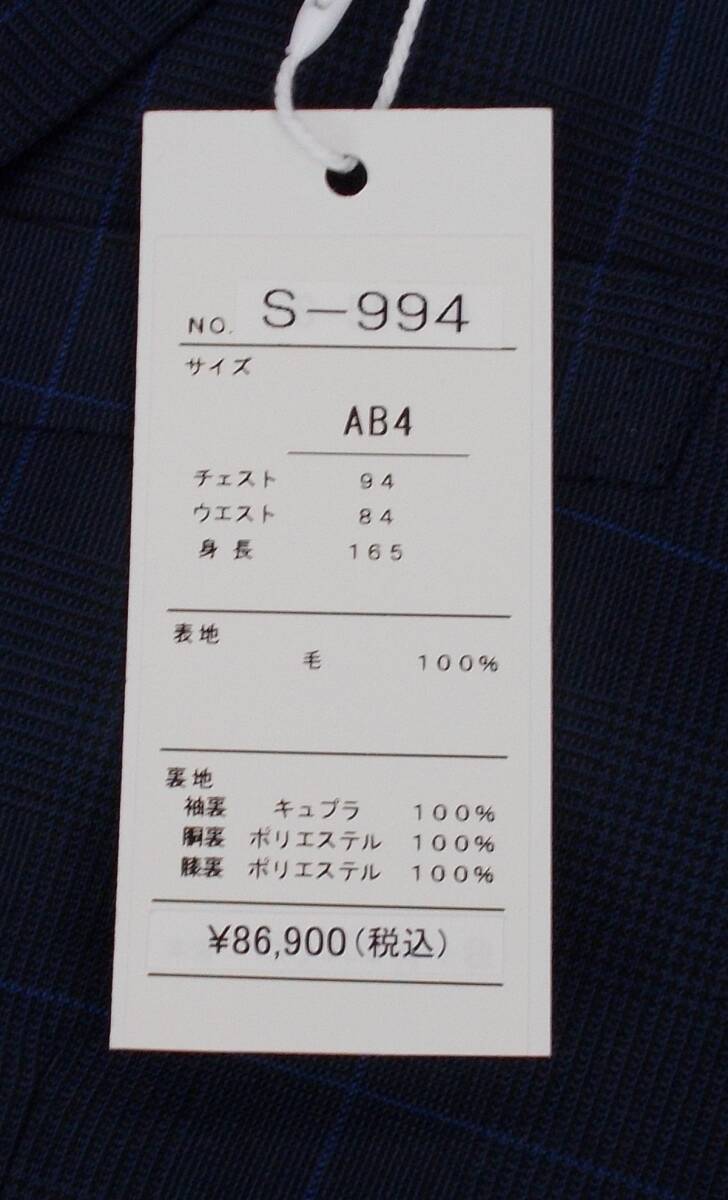 NO. S-994
サイズ
AB4
チェスト 94
ウエスト 84
身長 165
表地
毛 100%
裏地
袖裏 キュプラ 100%
胴裏 ポリエステル 100%
膝裏 ポリエステル 100%
¥86,900(税込)